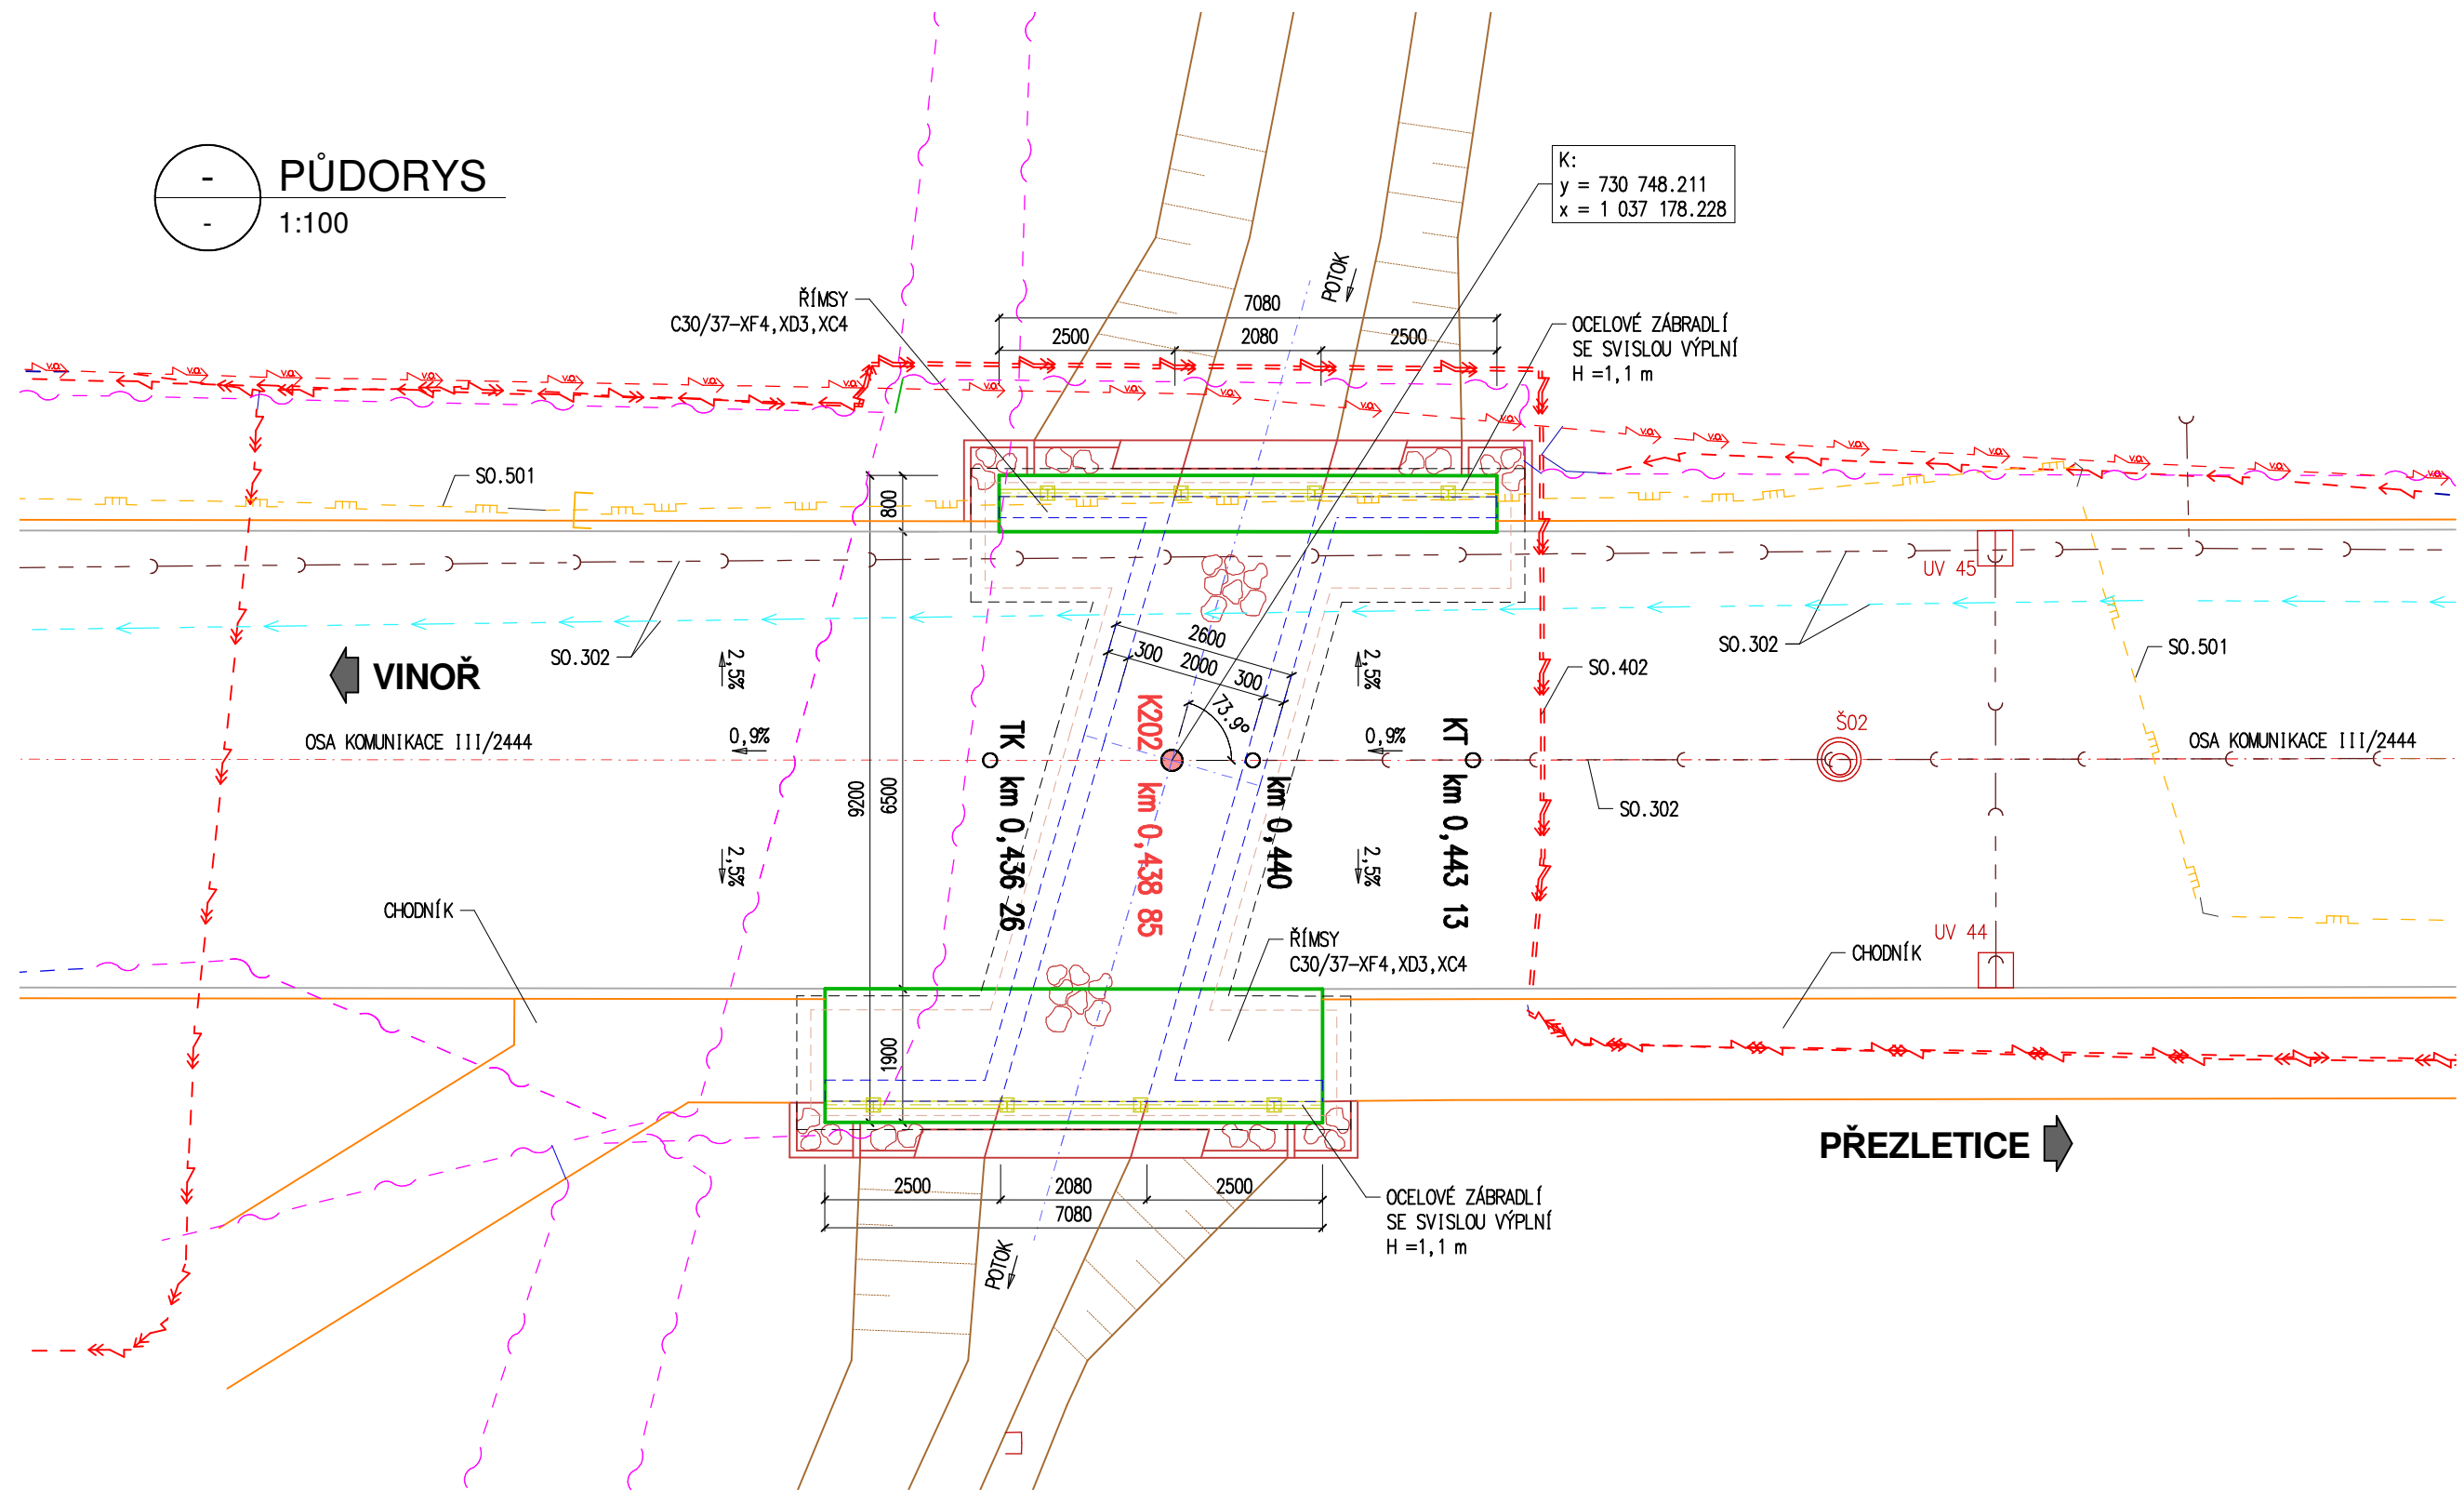 -
PŮDORYS
-
1:100
K:
y = 730 748.211
x = 1 037 178.228
POTOK
ŘÍMSY
C30/37-XF4,XD3,XC4
7080
2500
2080
2500
OCELOVÉ ZÁBRADLÍ
SE SVISLOU VÝPLNÍ
H =1,1 m
SO.501
800
UV 45
SO.302
VINOŘ
2,5%
2600
300
2000
300
2,5%
SO.302
SO.402
SO.501
73.9°
OSA KOMUNIKACE III/2444
0,9%
0,9%
ŠO2
OSA KOMUNIKACE III/2444
TK km 0,436 26
K202 km 0,438 85
km 0,440
KT km 0,443 13
9200
6500
SO.302
2,5%
2,5%
CHODNÍK
ŘÍMSY
C30/37-XF4,XD3,XC4
UV 44
CHODNÍK
1900
PŘEZLETICE
2500
2080
2500
7080
OCELOVÉ ZÁBRADLÍ
SE SVISLOU VÝPLNÍ
H =1,1 m
POTOK